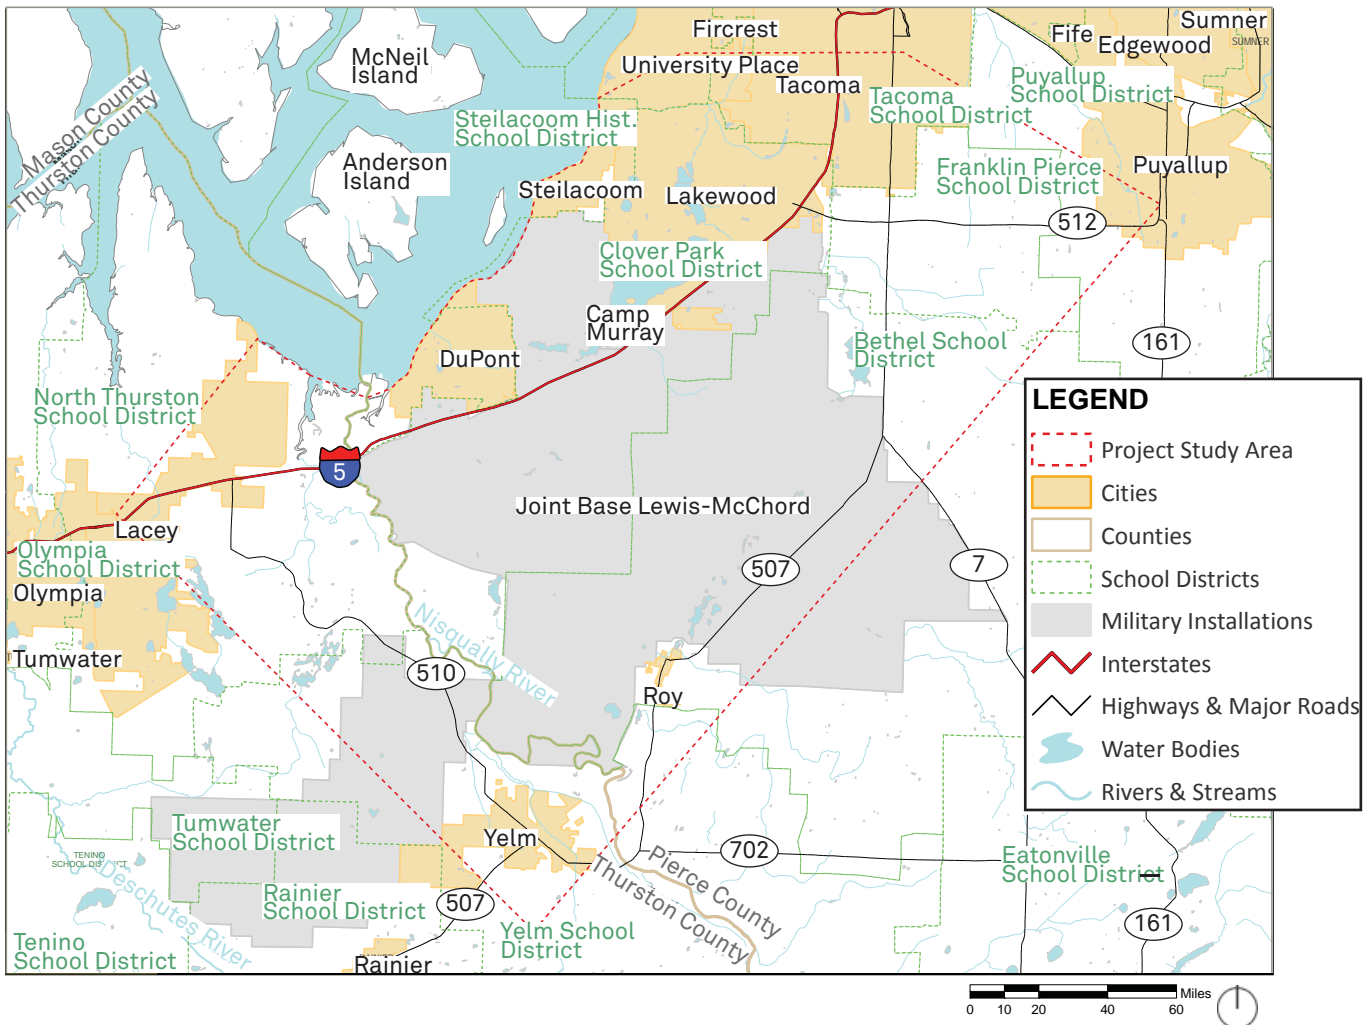 Sumner
SUMNER
Fircrest
Fife
Edgewood
McNeil
Island
University Place
Tacoma
Puyallup
School District
Tacoma
School District
Mason County
Thurston County
Steilacoom Hist.
School District
Anderson
Island
Franklin Pierce
School District
Puyallup
Steilacoom
Lakewood
512
Clover Park
School District
Camp
Murray
DuPont
Bethel School
District
161
North Thurston
School District
5
Joint Base Lewis-McChord
Lacey
Olympia
School District
Olympia
507
7
Nisqually River
Tumwater
510
Roy
Tumwater
School District
Yelm
702
TENINO
Pierce County
Thurston County
Eatonville
School District
Deschutes River
Rainier
School District
507
161
Yelm School
District
Tenino
School District
Rainier
LEGEND
Project Study Area
Cities
Counties
School Districts
Military Installations
Interstates
Highways & Major Roads
Water Bodies
Rivers & Streams
Miles
0 10 20 40 60